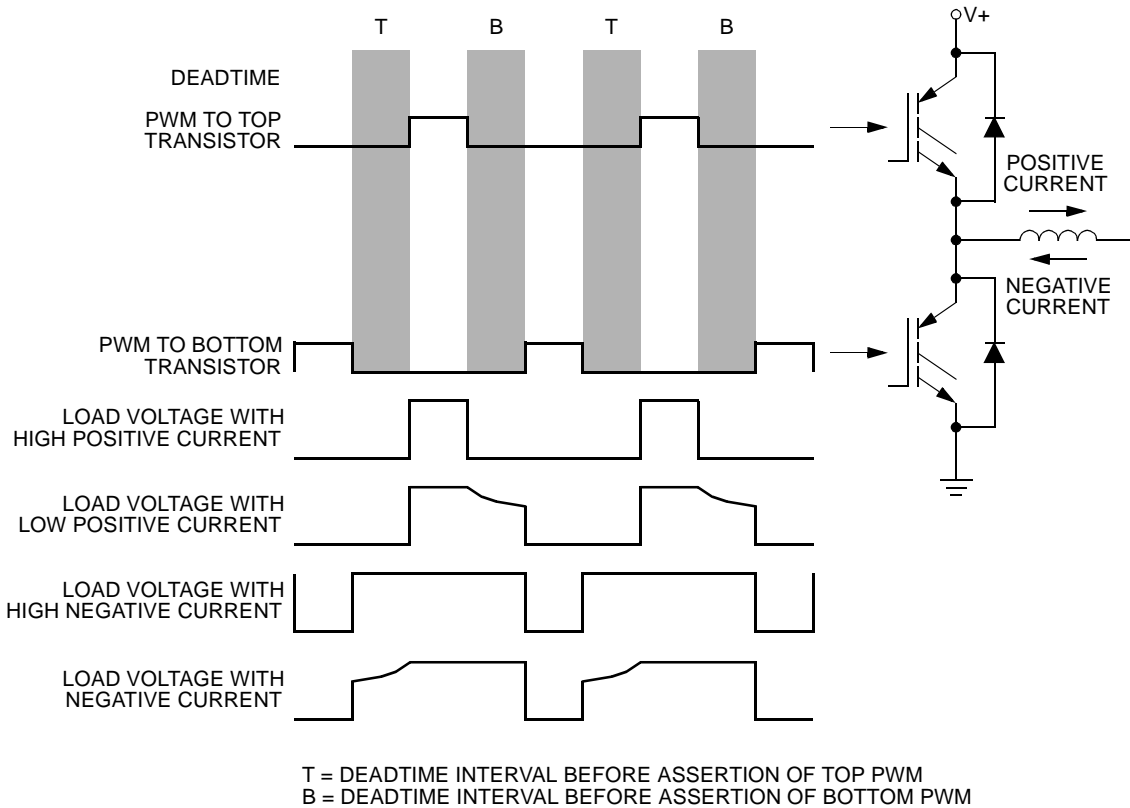 T B T B
V+
DEADTIME
PWM TO TOP
TRANSISTOR
POSITIVE
CURRENT
NEGATIVE
CURRENT
PWM TO BOTTOM
TRANSISTOR
LOAD VOLTAGE WITH
HIGH POSITIVE CURRENT
LOAD VOLTAGE WITH
LOW POSITIVE CURRENT
LOAD VOLTAGE WITH
HIGH NEGATIVE CURRENT
LOAD VOLTAGE WITH
NEGATIVE CURRENT
T = DEADTIME INTERVAL BEFORE ASSERTION OF TOP PWM
B = DEADTIME INTERVAL BEFORE ASSERTION OF BOTTOM PWM